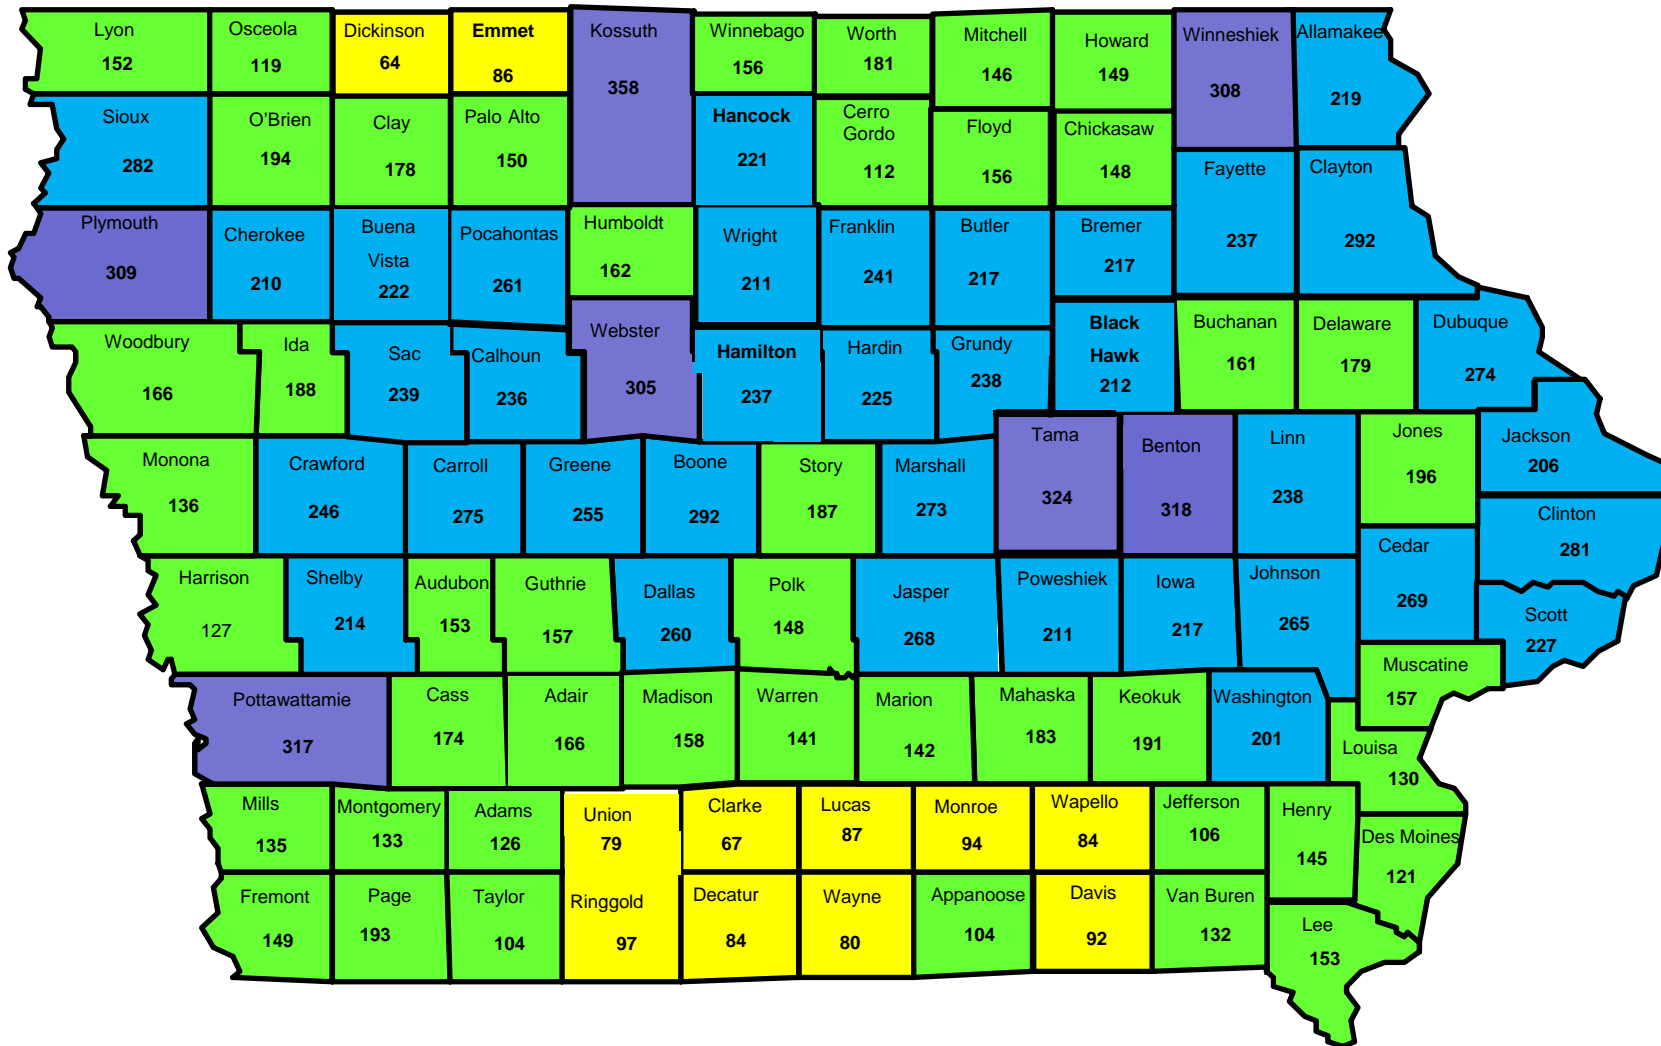 Lyon
152
Osceola
119
Dickinson
64
Emmet
86
Kossuth
358
Winnebago
156
Worth
181
Mitchell
146
Howard
149
Winneshiek
308
Allamakee
219
Sioux
282
O'Brien
194
Clay
178
Palo Alto
150
Hancock
221
Cerro
Gordo
112
Floyd
156
Chickasaw
148
Fayette
237
Clayton
292
Plymouth
309
Cherokee
210
Buena
Vista
222
Pocahontas
261
Humboldt
162
Wright
211
Franklin
241
Butler
217
Bremer
217
Woodbury
166
Ida
188
Sac
239
Calhoun
236
Webster
305
Hamilton
237
Hardin
225
Grundy
238
Black
Hawk
212
Buchanan
161
Delaware
179
Dubuque
274
Monona
136
Crawford
246
Carroll
275
Greene
255
Boone
292
Story
187
Marshall
273
Tama
324
Benton
318
Linn
238
Jones
196
Jackson
206
Clinton
281
Harrison
127
Shelby
214
Audubon
153
Guthrie
157
Dallas
260
Polk
148
Jasper
268
Poweshiek
211
Iowa
217
Johnson
265
Cedar
269
Scott
227
Muscatine
157
Pottawattamie
317
Cass
174
Adair
166
Madison
158
Warren
141
Marion
142
Mahaska
183
Keokuk
191
Washington
201
Louisa
130
Mills
135
Montgomery
133
Adams
126
Union
79
Clarke
67
Lucas
87
Monroe
94
Wapello
84
Jefferson
106
Henry
145
Des Moines
121
Fremont
149
Page
193
Taylor
104
Ringgold
97
Decatur
84
Wayne
80
Appanoose
104
Davis
92
Van Buren
132
Lee
153